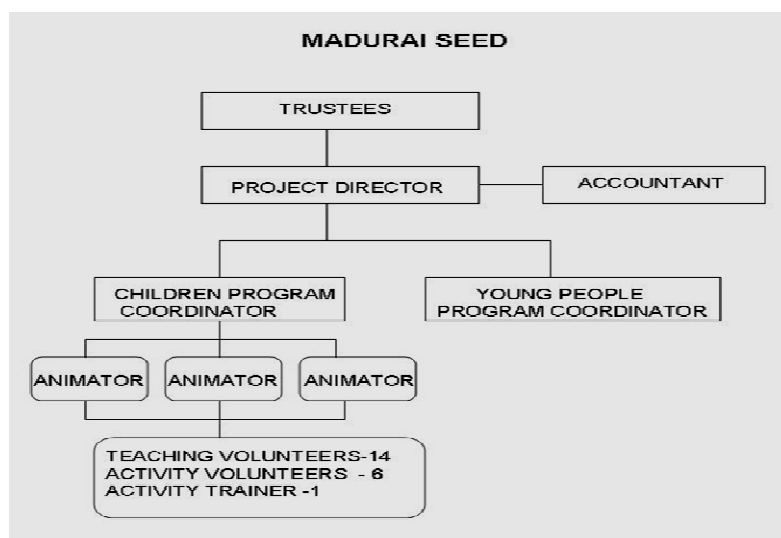 MADURAI SEED
TRUSTEES
PROJECT DIRECTOR
ACCOUNTANT
CHILDREN PROGRAM
COORDINATOR
YOUNG PEOPLE
PROGRAM COORDINATOR
ANIMATOR
ANIMATOR
ANIMATOR
TEACHING VOLUNTEERS-14
ACTIVITY VOLUNTEERS - 6
ACTIVITY TRAINER -1